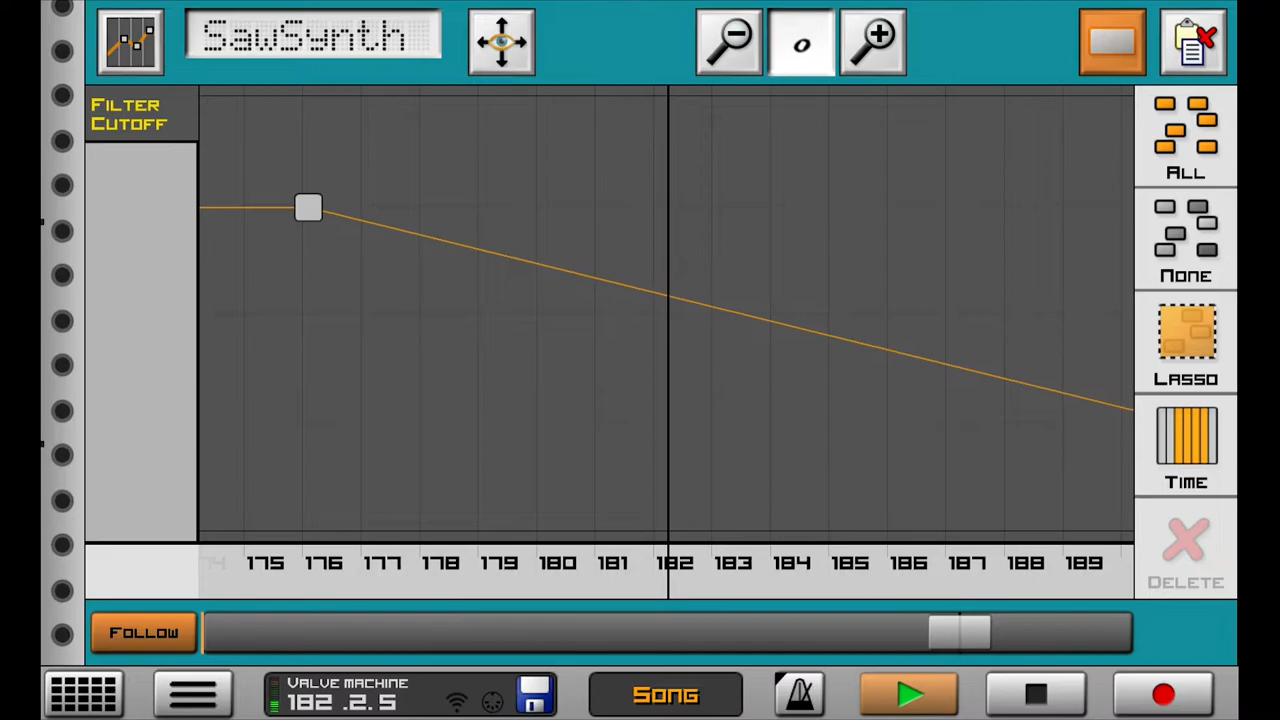 SawSynth
o
FILTER
CUTOFF
ALL
NONE
LASSO
TIME
DELETE
74 175 176 177 178 179 180 181 182 183 184 185 186 187 188 189
FOLLOW
VALVE MACHINE
182 .2.5
SONG